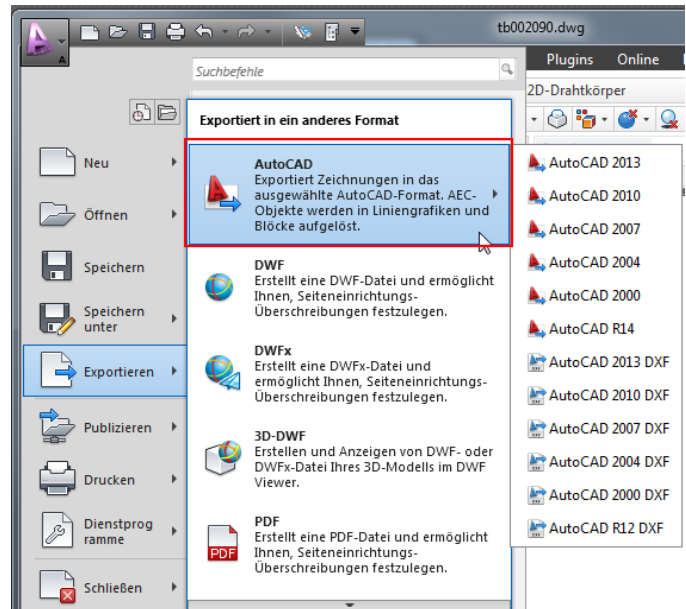 tb002090.dwg
A
Suchbefehle
Plugins Online
2D-Drahtkörper
Exportiert in ein anderes Format
Neu
Öffnen
Speichern
Speichern
unter
Exportieren
Publizieren
Drucken
Dienstprog
ramme
Schließen
AutoCAD
Exportiert Zeichnungen in das
ausgewählte AutoCAD-Format. AEC-
Objekte werden in Liniengrafiken und
Blöcke aufgelöst.
DWF
Erstellt eine DWF-Datei und ermöglicht
Ihnen, Seiteneinrichtungs-
Überschreibungen festzulegen.
DWFx
Erstellt eine DWFx-Datei und
ermöglicht Ihnen, Seiteneinrichtungs-
Überschreibungen festzulegen.
3D-DWF
Erstellen und Anzeigen von DWF- oder
DWFx-Datei Ihres 3D-Modells im DWF
Viewer.
PDF
PDF
Erstellt eine PDF-Datei und ermöglicht
Ihnen, Seiteneinrichtungs-
Überschreibungen festzulegen.
AutoCAD 2013
AutoCAD 2010
AutoCAD 2007
AutoCAD 2004
AutoCAD 2000
AutoCAD R14
AutoCAD 2013 DXF
AutoCAD 2010 DXF
AutoCAD 2007 DXF
AutoCAD 2004 DXF
AutoCAD 2000 DXF
AutoCAD R12 DXF